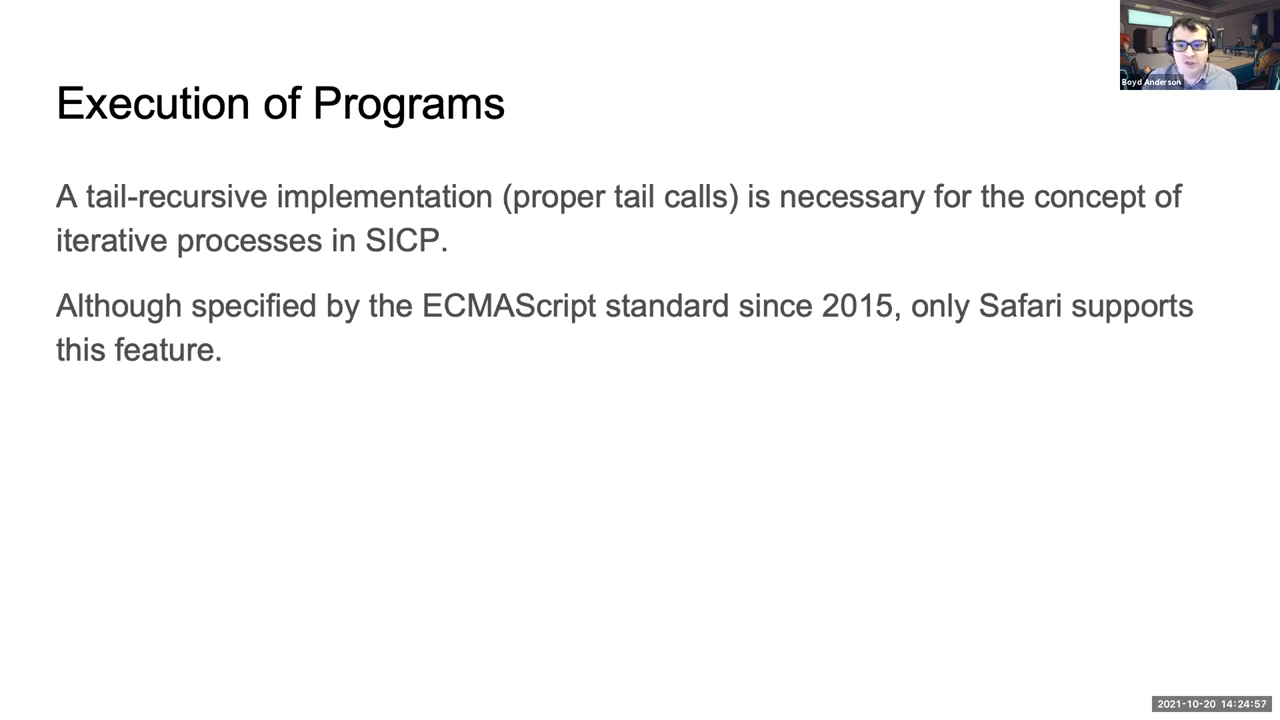 Boyd Anderson
Execution of Programs
A tail-recursive implementation (proper tail calls) is necessary for the concept of
iterative processes in SICP.
Although specified by the ECMAScript standard since 2015, only Safari supports
this feature.
2021-10-20 14:24:57